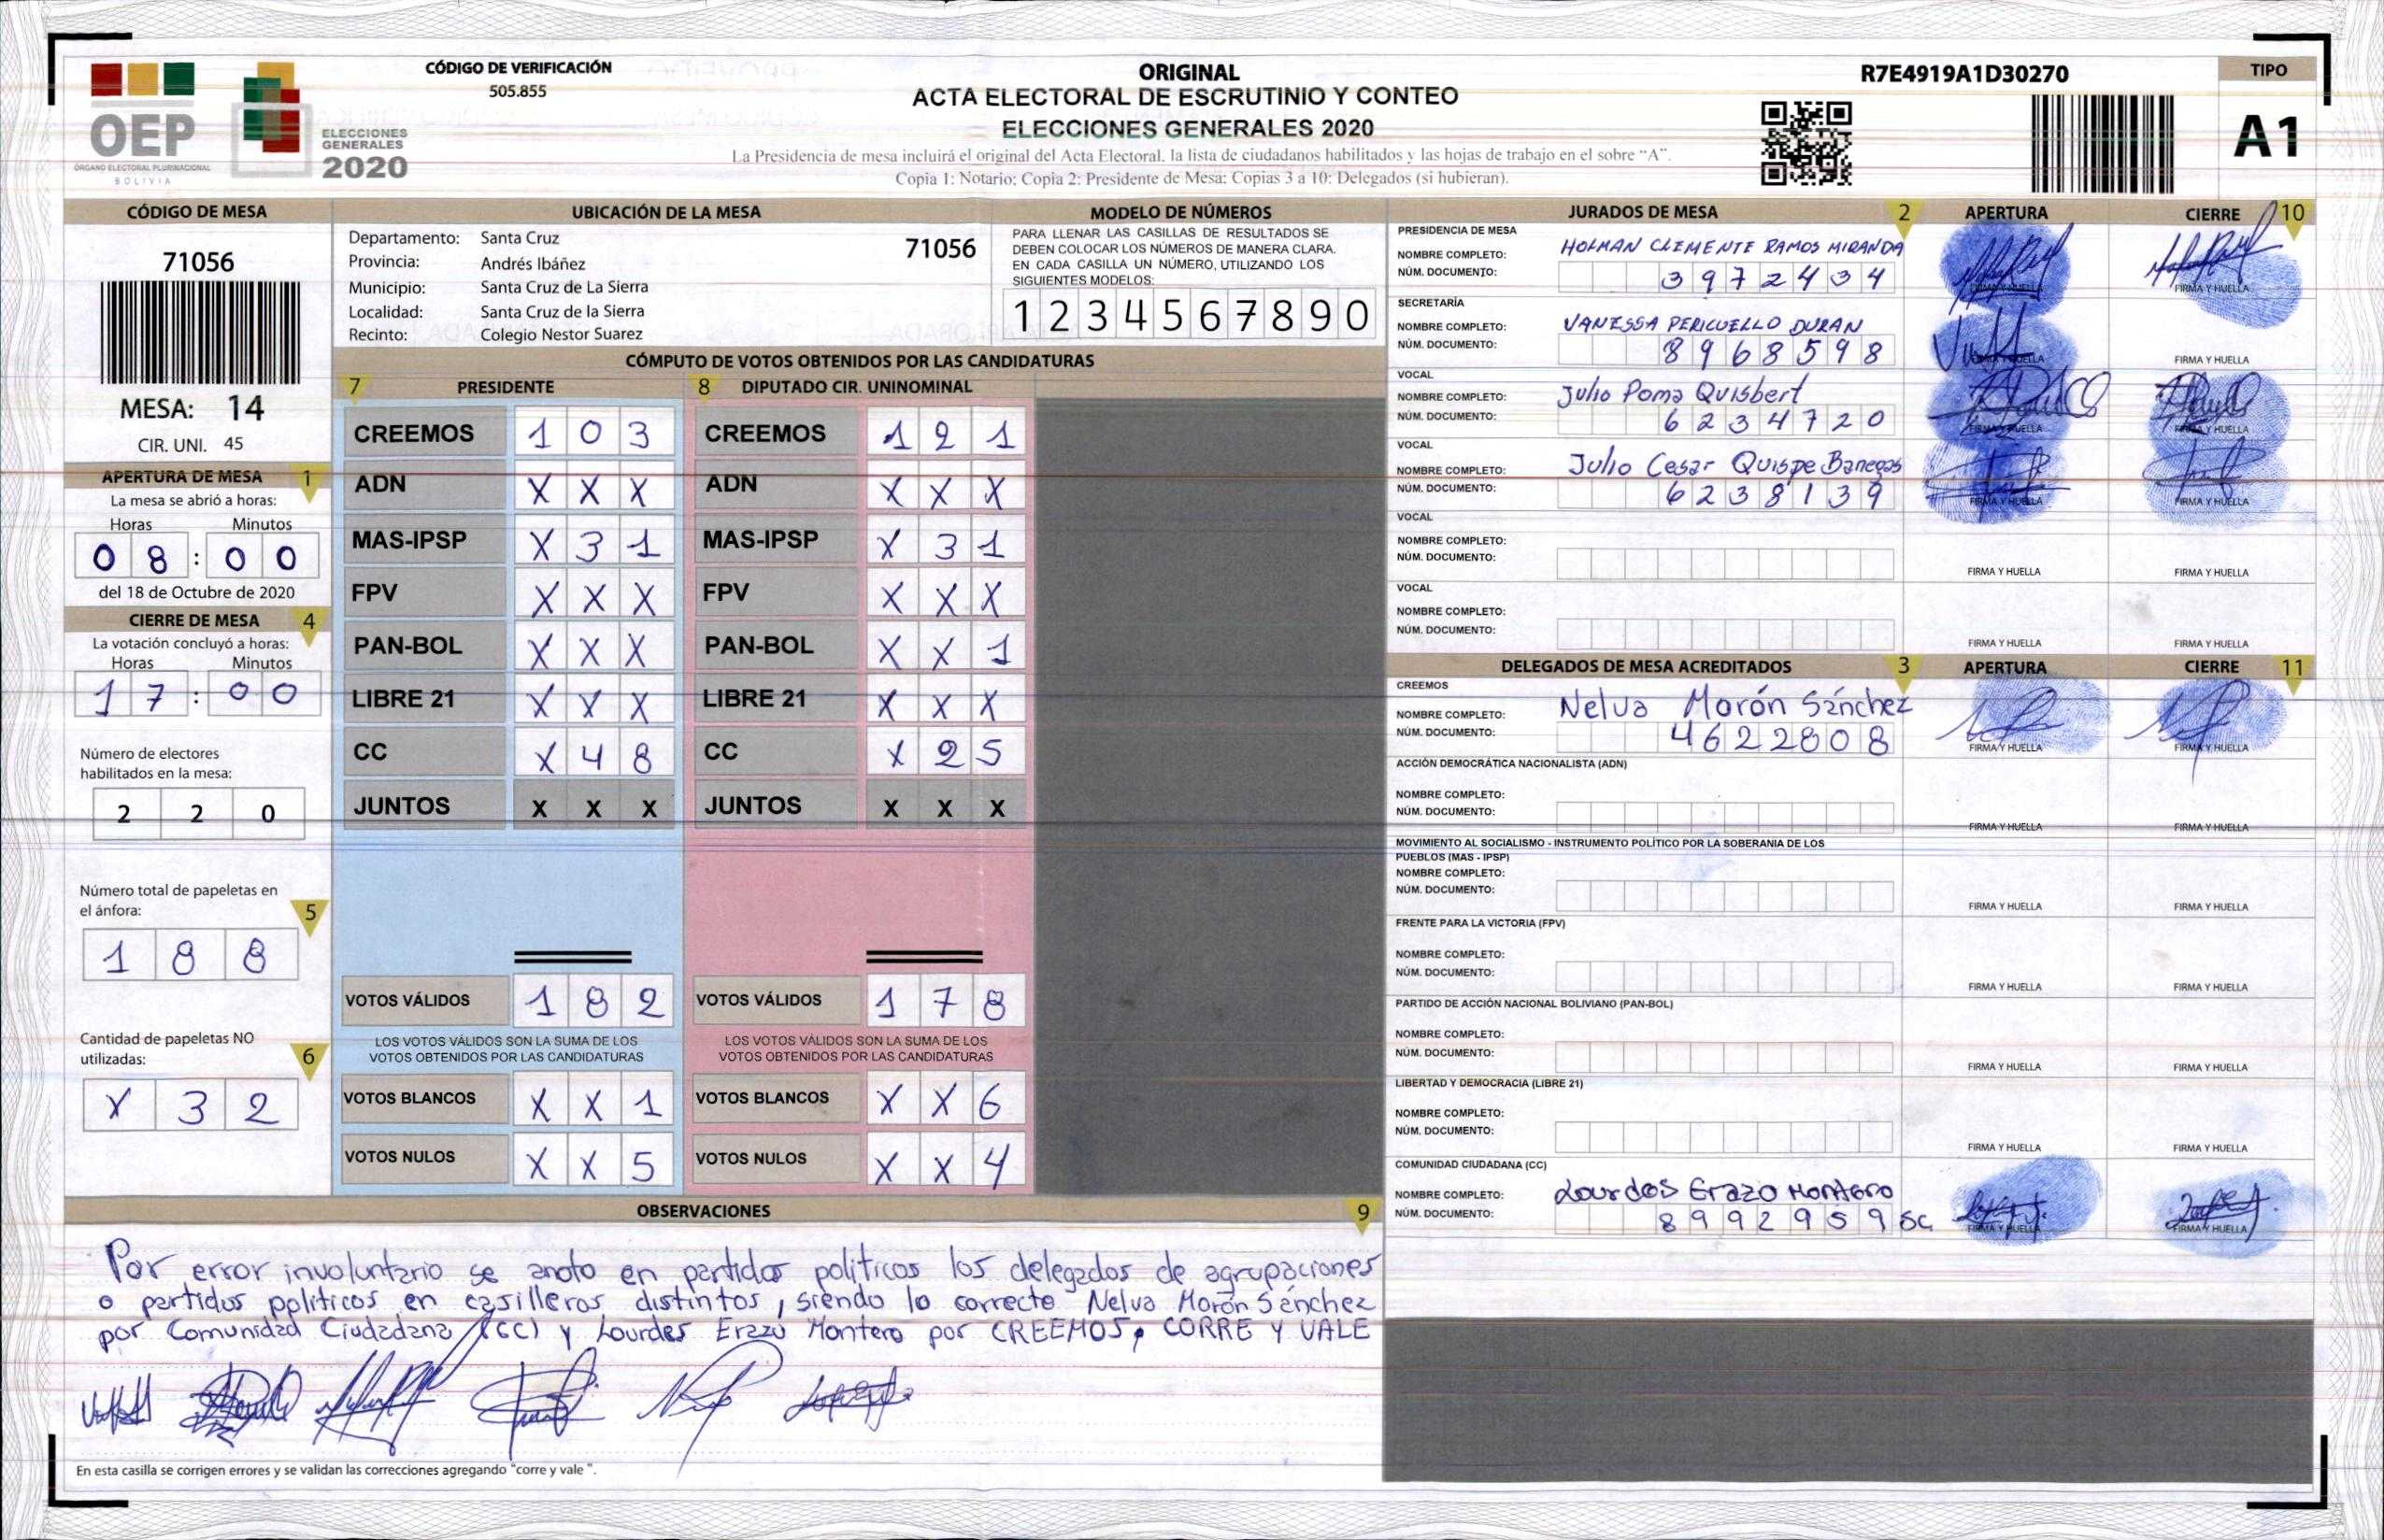 OEP
ÓRGANO ELECTORAL PLURINACIONAL
BOLIVIA
ELECCIONES
GENERALES
2020
CÓDIGO DE VERIFICACIÓN
505.855
ORIGINAL
ACTA ELECTORAL DE ESCRUTINIO Y CONTEO
ELECCIONES GENERALES 2020
La Presidencia de mesa incluirá el original del Acta Electoral, la lista de ciudadanos habilitados y las hojas de trabajo en el sobre "A".
Copia 1: Notario; Copia 2: Presidente de Mesa; Copias 3 a 10: Delegados (si hubieran).
R7E4919A1D30270
TIPO
A1
CÓDIGO DE MESA
71056
MESA: 14
CIR. UNI. 45
APERTURA DE MESA 1
La mesa se abrió a horas:
Horas Minutos
0 8 : 0 0
del 18 de Octubre de 2020
CIERRE DE MESA 4
La votación concluyó a horas:
Horas Minutos
1 7 : 0 0
Número de electores
habilitados en la mesa:
2 2 0
Número total de papeletas en
el ánfora: 5
1 8 8
Cantidad de papeletas NO
utilizadas: 6
X 3 2
UBICACIÓN DE LA MESA
Departamento: Santa Cruz
71056
Provincia: Andrés Ibáñez
Municipio: Santa Cruz de La Sierra
Localidad: Santa Cruz de la Sierra
Recinto: Colegio Nestor Suarez
MODELO DE NÚMEROS
PARA LLENAR LAS CASILLAS DE RESULTADOS SE
DEBEN COLOCAR LOS NÚMEROS DE MANERA CLARA.
EN CADA CASILLA UN NÚMERO, UTILIZANDO LOS
SIGUIENTES MODELOS:
1 2 3 4 5 6 7 8 9 0
CÓMPUTO DE VOTOS OBTENIDOS POR LAS CANDIDATURAS
7 PRESIDENTE
CREEMOS 1 0 3
ADN X X X
MAS-IPSP X 3 1
FPV X X X
PAN-BOL X X X
LIBRE 21 X X X
CC X 4 8
JUNTOS X X X
VOTOS VÁLIDOS 1 8 2
LOS VOTOS VÁLIDOS SON LA SUMA DE LOS
VOTOS OBTENIDOS POR LAS CANDIDATURAS
VOTOS BLANCOS X X 1
VOTOS NULOS X X 5
8 DIPUTADO CIR. UNINOMINAL
CREEMOS 1 2 1
ADN X X X
MAS-IPSP X 3 1
FPV X X X
PAN-BOL X X 1
LIBRE 21 X X X
CC X 2 5
JUNTOS X X X
VOTOS VÁLIDOS 1 7 8
LOS VOTOS VÁLIDOS SON LA SUMA DE LOS
VOTOS OBTENIDOS POR LAS CANDIDATURAS
VOTOS BLANCOS X X 6
VOTOS NULOS X X 4
JURADOS DE MESA 2 APERTURA CIERRE 10
PRESIDENCIA DE MESA
NOMBRE COMPLETO: HOLMAN CLEMENTE RAMOS MIRANDA
NÚM. DOCUMENTO: 3 9 7 2 4 3 4
FIRMA Y HUELLA FIRMA Y HUELLA
SECRETARÍA
NOMBRE COMPLETO: VANESSA PERICUELLO DURAN
NÚM. DOCUMENTO: 8 9 6 8 5 9 8
FIRMA Y HUELLA FIRMA Y HUELLA
VOCAL
NOMBRE COMPLETO: Julio Poma Quisbert
NÚM. DOCUMENTO: 6 2 3 4 7 2 0
FIRMA Y HUELLA FIRMA Y HUELLA
VOCAL
NOMBRE COMPLETO: Julio Cesar Quispe Banegas
NÚM. DOCUMENTO: 6 2 3 8 1 3 9
FIRMA Y HUELLA FIRMA Y HUELLA
VOCAL
NOMBRE COMPLETO:
NÚM. DOCUMENTO:
FIRMA Y HUELLA FIRMA Y HUELLA
VOCAL
NOMBRE COMPLETO:
NÚM. DOCUMENTO:
FIRMA Y HUELLA FIRMA Y HUELLA
DELEGADOS DE MESA ACREDITADOS 3 APERTURA CIERRE 11
CREEMOS
NOMBRE COMPLETO: Nelva Morón Sánchez
NÚM. DOCUMENTO: 4 6 2 2 8 0 8
FIRMA Y HUELLA FIRMA Y HUELLA
ACCIÓN DEMOCRÁTICA NACIONALISTA (ADN)
NOMBRE COMPLETO:
NÚM. DOCUMENTO:
FIRMA Y HUELLA FIRMA Y HUELLA
MOVIMIENTO AL SOCIALISMO - INSTRUMENTO POLÍTICO POR LA SOBERANIA DE LOS
PUEBLOS (MAS - IPSP)
NOMBRE COMPLETO:
NÚM. DOCUMENTO:
FIRMA Y HUELLA FIRMA Y HUELLA
FRENTE PARA LA VICTORIA (FPV)
NOMBRE COMPLETO:
NÚM. DOCUMENTO:
FIRMA Y HUELLA FIRMA Y HUELLA
PARTIDO DE ACCIÓN NACIONAL BOLIVIANO (PAN-BOL)
NOMBRE COMPLETO:
NÚM. DOCUMENTO:
FIRMA Y HUELLA FIRMA Y HUELLA
LIBERTAD Y DEMOCRACIA (LIBRE 21)
NOMBRE COMPLETO:
NÚM. DOCUMENTO:
FIRMA Y HUELLA FIRMA Y HUELLA
COMUNIDAD CIUDADANA (CC)
NOMBRE COMPLETO: Lourdes Erazo Montero
NÚM. DOCUMENTO: 8 9 9 2 9 5 9 SC
FIRMA Y HUELLA FIRMA Y HUELLA
OBSERVACIONES 9
Por error involuntario se anoto en partidos politicos los delegados de agrupaciones
o partidos politicos en casilleros distintos, siendo lo correcto Nelva Morón Sánchez
por Comunidad Ciudadana (CC) y Lourdes Erazo Montero por CREEMOS, CORRE Y VALE
En esta casilla se corrigen errores y se validan las correcciones agregando "corre y vale ".